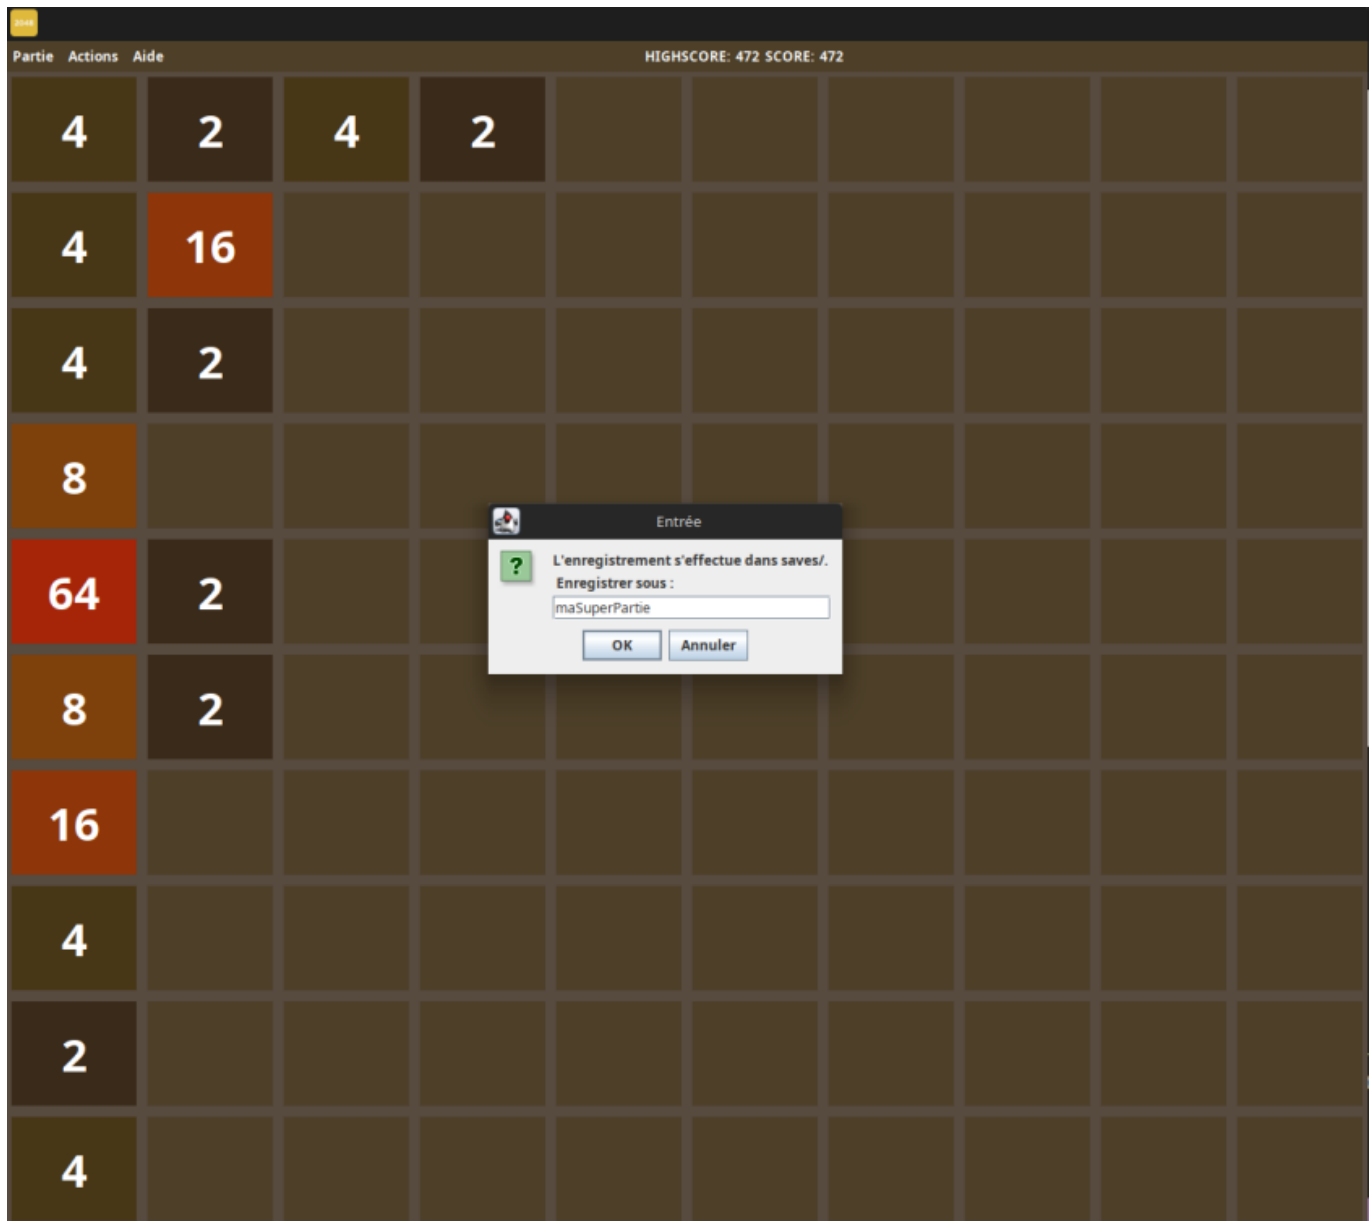 2048
Partie Actions Aide HIGHSCORE: 472 SCORE: 472
4 2 4 2
4 16
4 2
8
64 2
8 2
16
4
2
4
Entrée
?
L'enregistrement s'effectue dans saves/.
Enregistrer sous :
maSuperPartie
OK Annuler